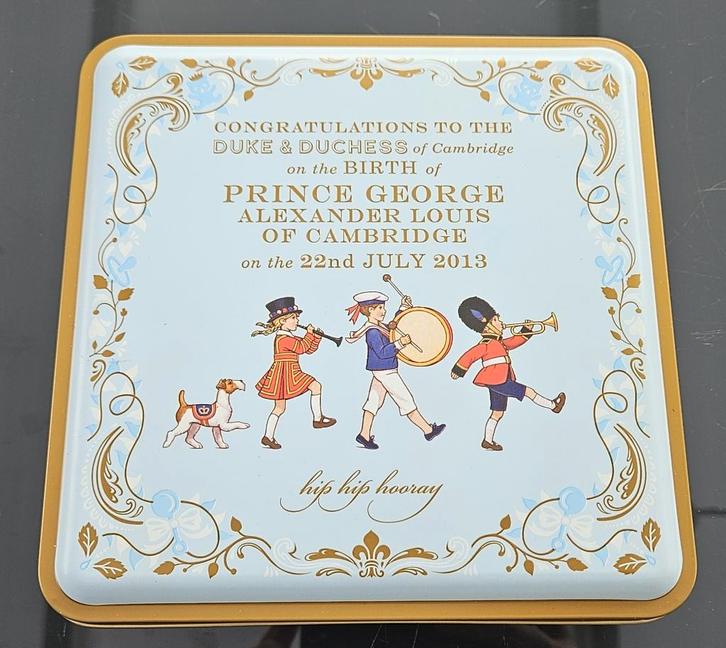 CONGRATULATIONS TO THE
DUKE & DUCHESS of Cambridge
on the BIRTH of
PRINCE GEORGE
ALEXANDER LOUIS
OF CAMBRIDGE
on the 22nd JULY 2013
hip hip hooray